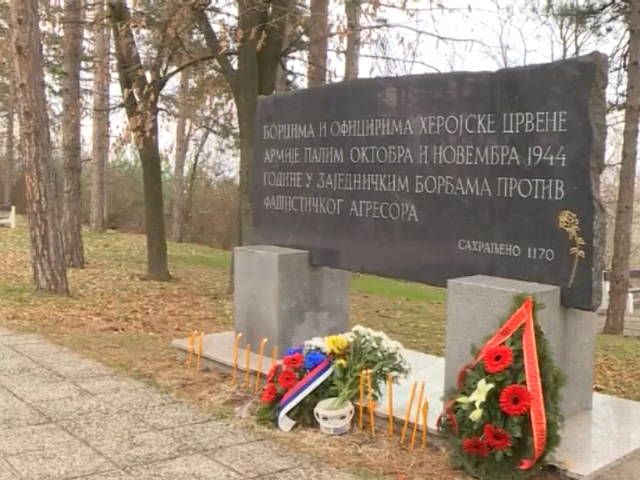 БОРЦИМА И ОФИЦИРИМА ХЕРОЈСКЕ ЦРВЕНЕ
АРМИЈЕ ПАЛИМ ОКТОБРА И НОВЕМБРА 1944
ГОДИНЕ У ЗАЈЕДНИЧКИМ БОРБАМА ПРОТИВ
ФАШИСТИЧКОГ АГРЕСОРА
САХРАЊЕНО 1170